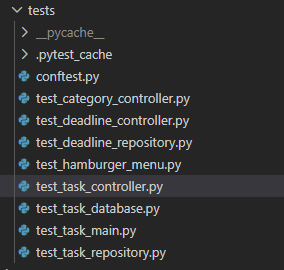 tests
__pycache__
.pytest_cache
conftest.py
test_category_controller.py
test_deadline_controller.py
test_deadline_repository.py
test_hamburger_menu.py
test_task_controller.py
test_task_database.py
test_task_main.py
test_task_repository.py